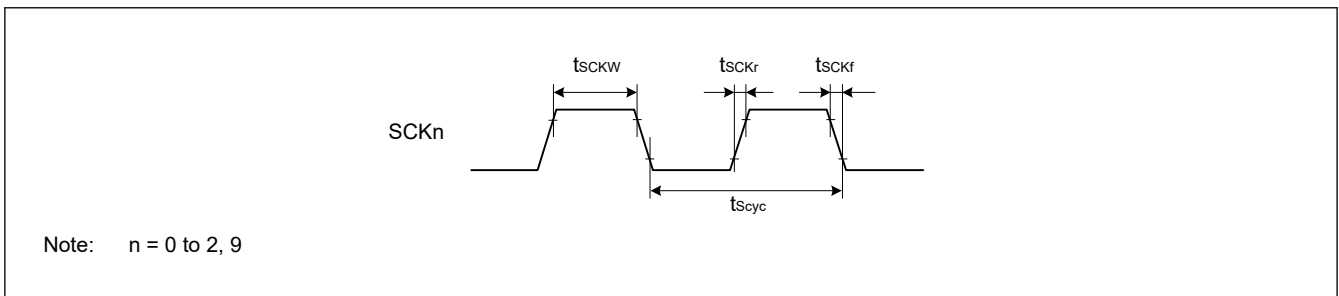 tSCKW tSCKr tSCKf
SCKn
tScyc
Note: n = 0 to 2, 9